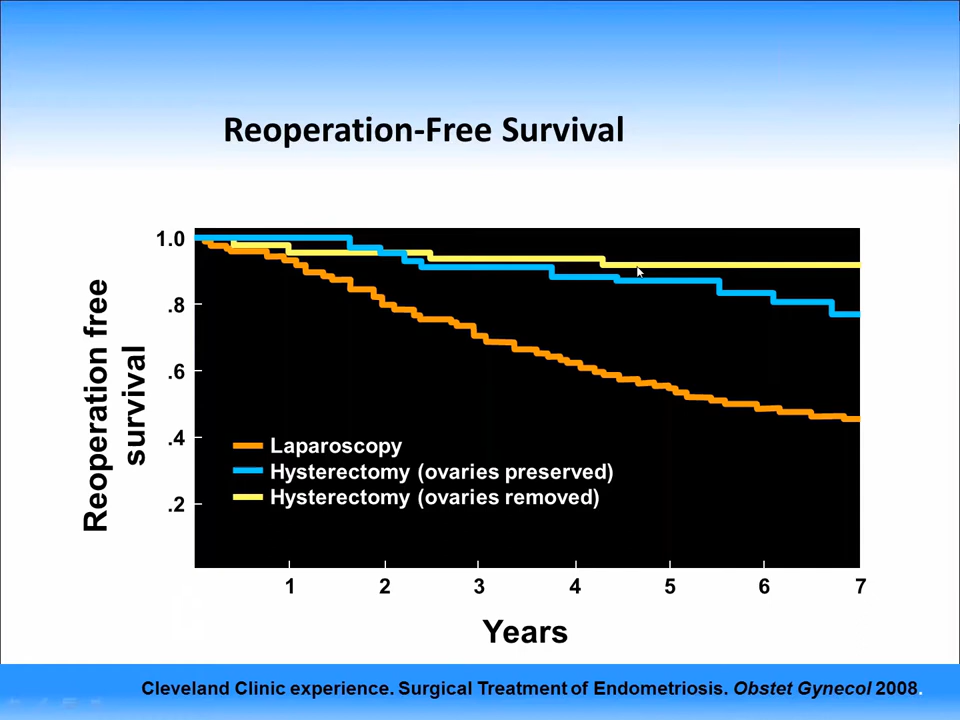 Reoperation-Free Survival
Reoperation free
survival
1.0
.8
.6
.4
.2
Laparoscopy
Hysterectomy (ovaries preserved)
Hysterectomy (ovaries removed)
1 2 3 4 5 6 7
Years
Cleveland Clinic experience. Surgical Treatment of Endometriosis. Obstet Gynecol 2008.